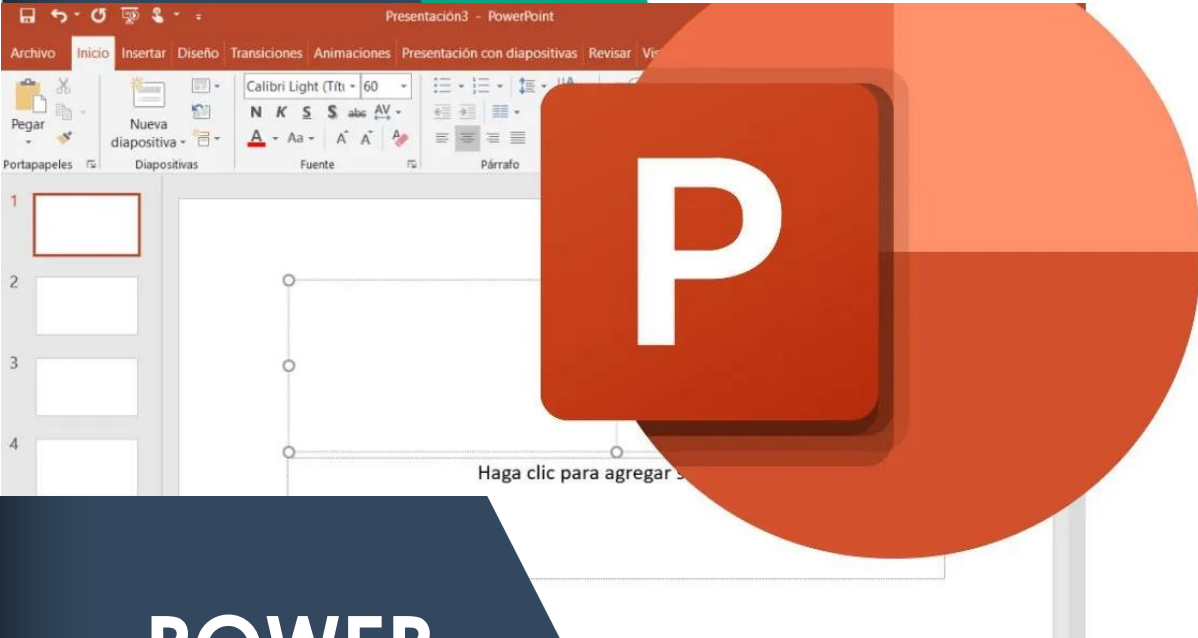 Presentación3 - PowerPoint
Archivo Inicio Insertar Diseño Transiciones Animaciones Presentación con diapositivas Revisar
Calibri Light (Títu 60
N K S S abc AV
A Aa A A A
Pegar
Nueva
diapositiva
Portapapeles Diapositivas Fuente Párrafo
1
2
3
4
P
Haga clic para agregar
POWER